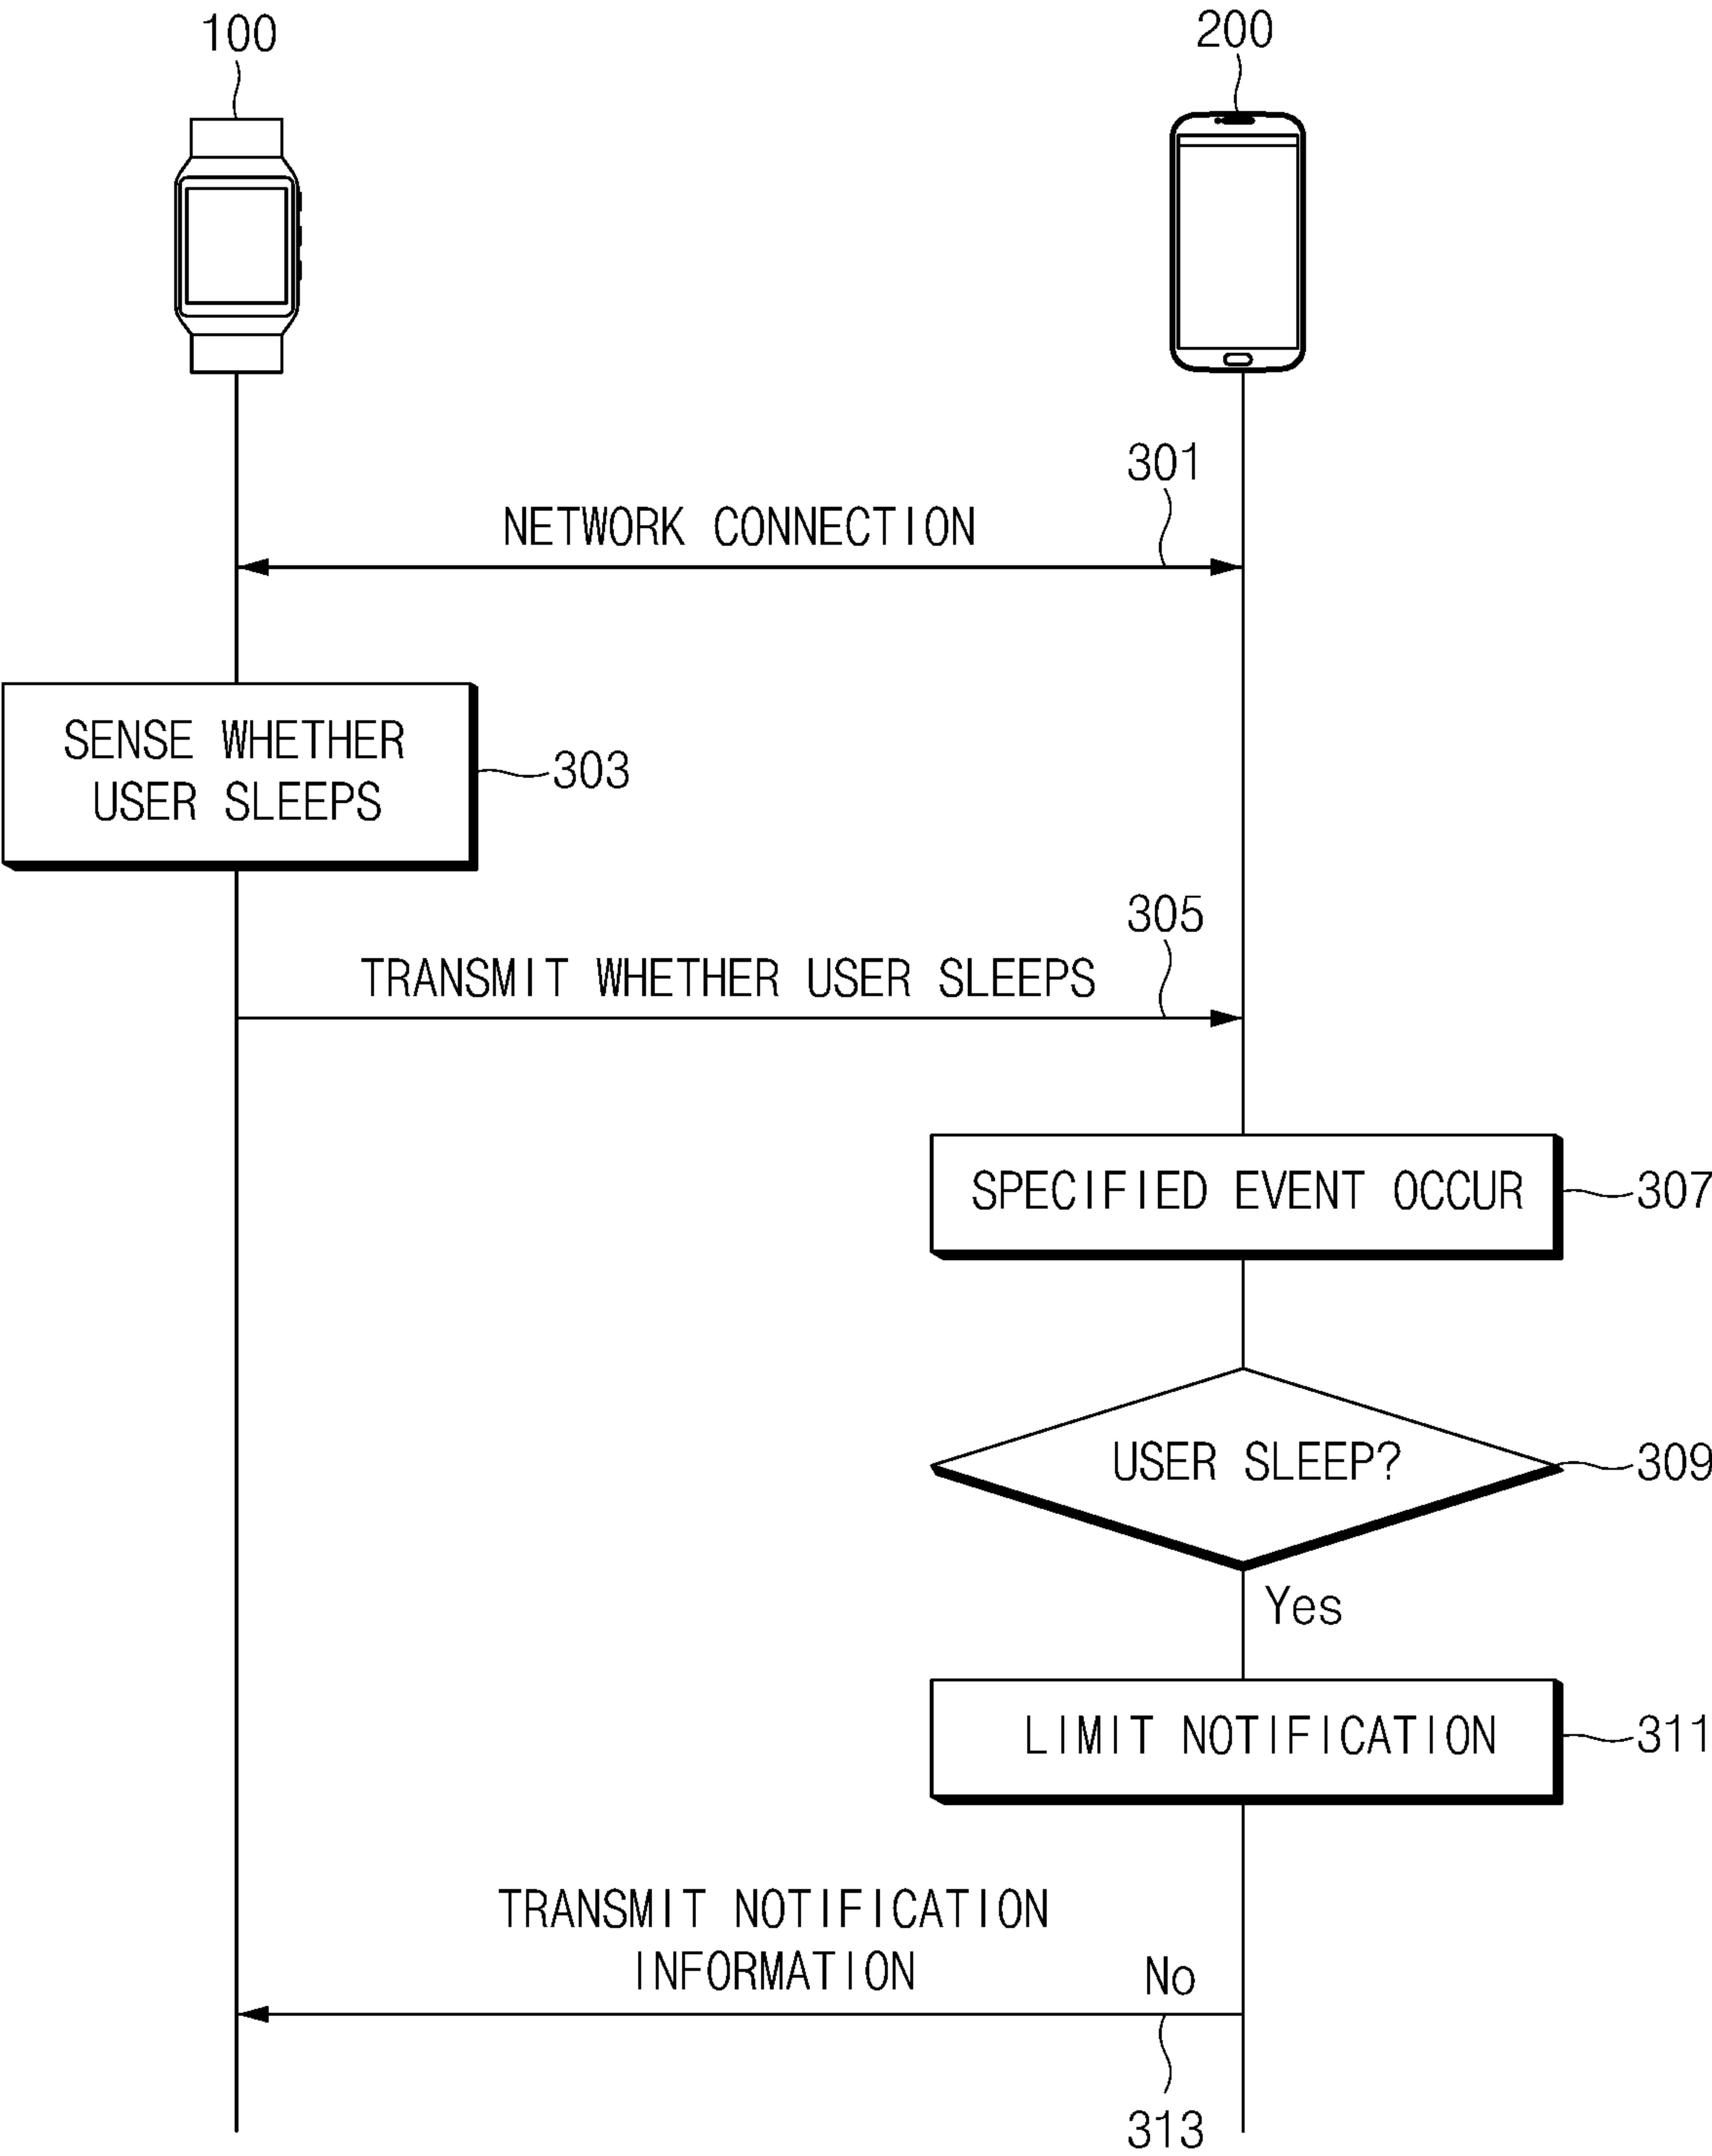 100
200
301
NETWORK CONNECTION
SENSE WHETHER
USER SLEEPS
303
305
TRANSMIT WHETHER USER SLEEPS
SPECIFIED EVENT OCCUR
307
USER SLEEP?
309
Yes
LIMIT NOTIFICATION
311
TRANSMIT NOTIFICATION
INFORMATION
No
313